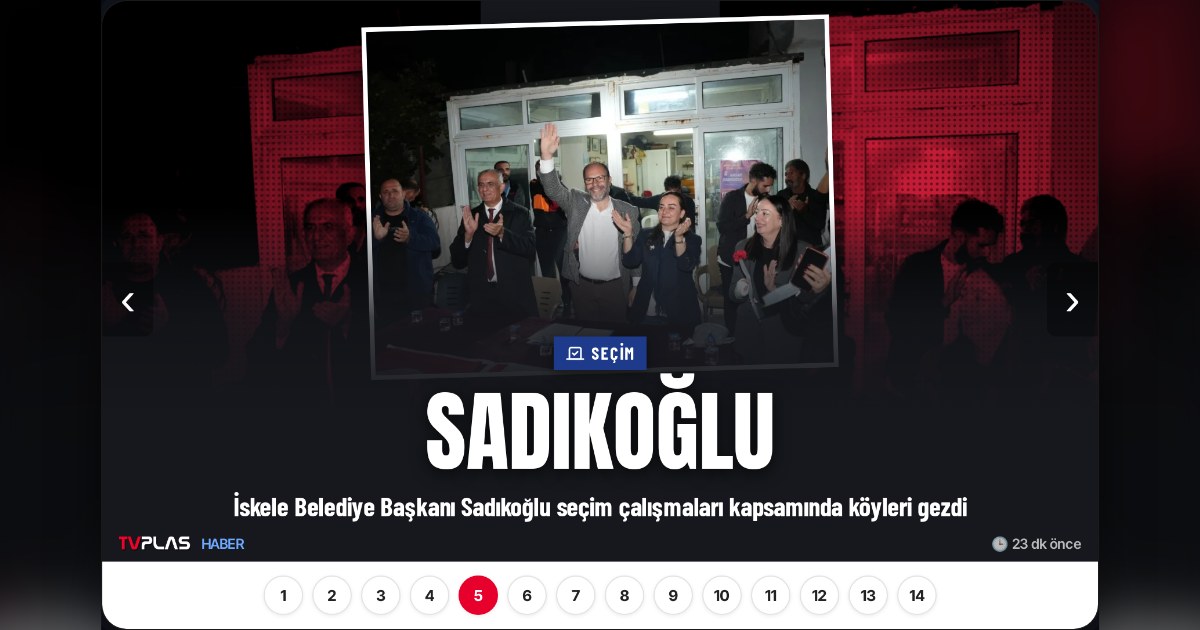 SEÇİM
SADIKOĞLU
İskele Belediye Başkanı Sadıkoğlu seçim çalışmaları kapsamında köyleri gezdi
TVPLAS HABER
23 dk önce
1 2 3 4 5 6 7 8 9 10 11 12 13 14